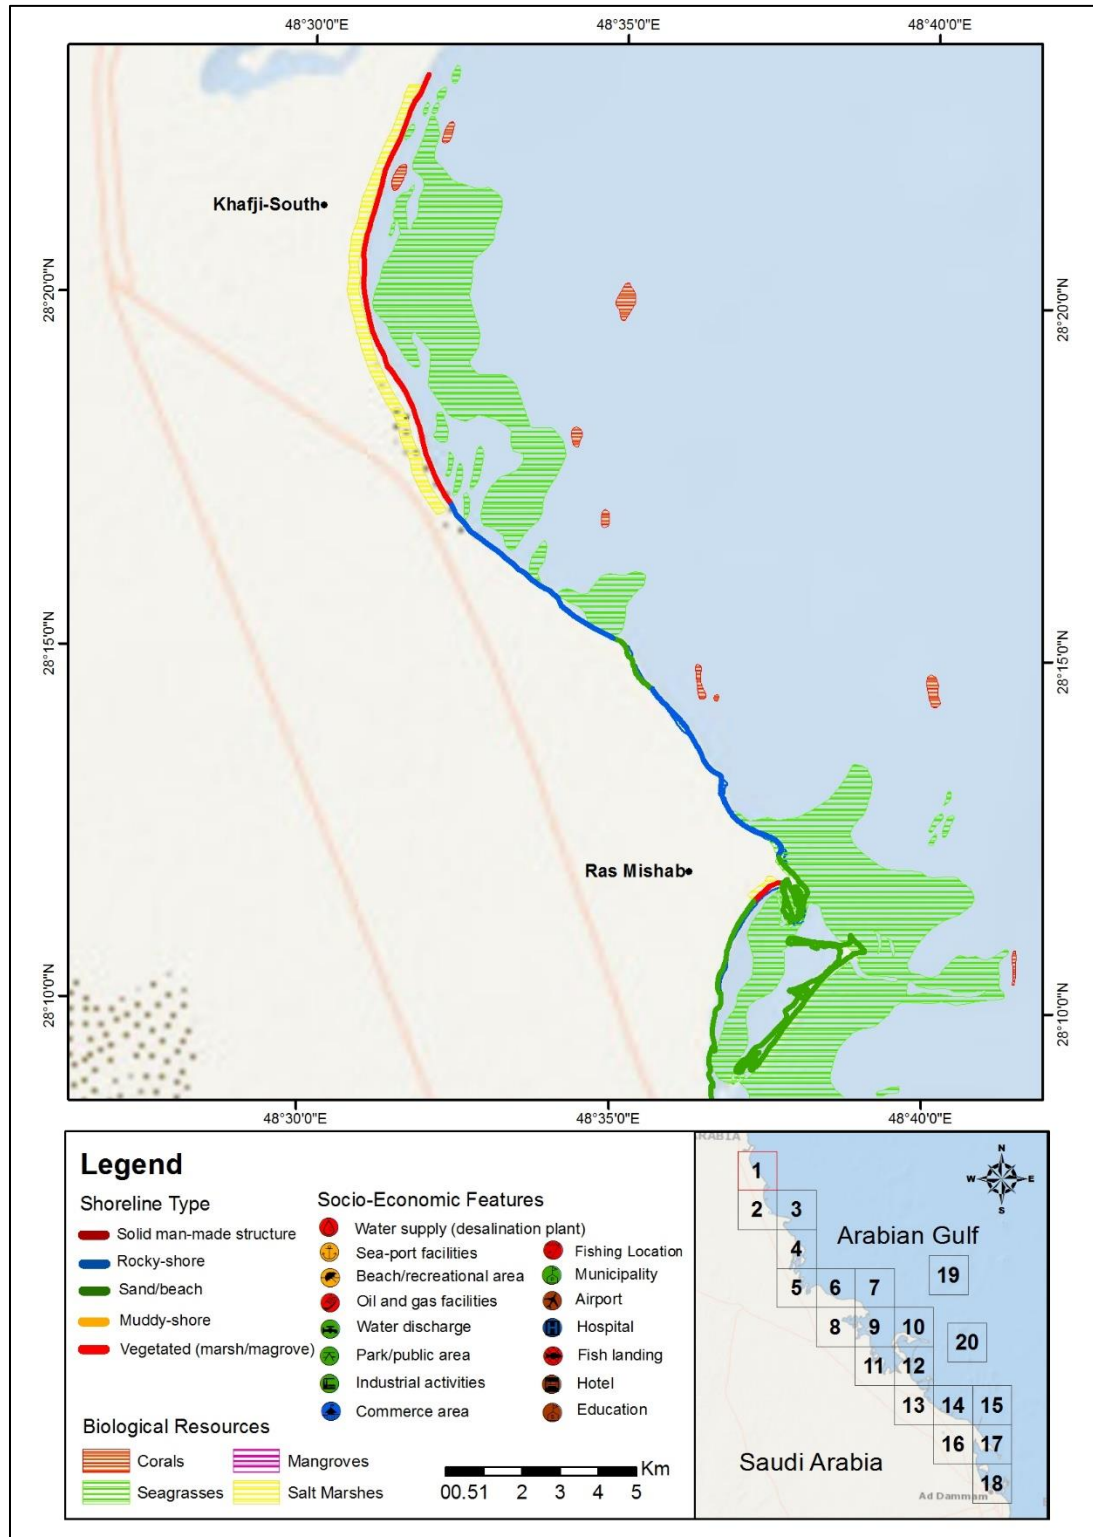 48°30'0"E 48°35'0"E 48°40'0"E
Khafji-South
28°20'0"N 28°20'0"N
28°15'0"N 28°15'0"N
Ras Mishab
28°10'0"N 28°10'0"N
48°30'0"E 48°35'0"E 48°40'0"E
Legend
Shoreline Type
Solid man-made structure
Rocky-shore
Sand/beach
Muddy-shore
Vegetated (marsh/magrove)
Biological Resources
Corals
Mangroves
Seagrasses
Salt Marshes
Socio-Economic Features
Water supply (desalination plant)
Sea-port facilities
Beach/recreational area
Oil and gas facilities
Water discharge
Park/public area
Industrial activities
Commerce area
Fishing Location
Municipality
Airport
Hospital
Fish landing
Hotel
Education
Km
00.51 2 3 4 5
RABIA
N
W E
S
1
2 3
Arabian Gulf
4
19
5 6 7
8 9 10
20
11 12
13 14 15
16 17
Saudi Arabia
18
Ad Dammam